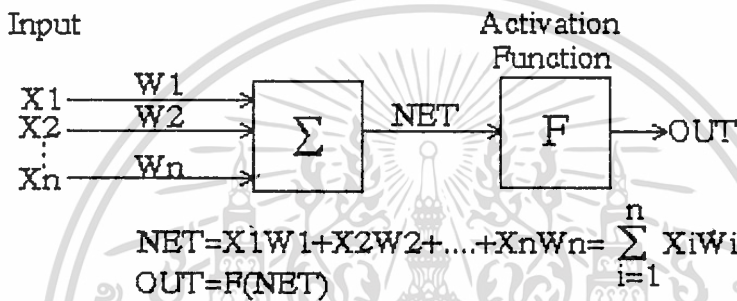 Input
Activation
Function
X1 W1
X2 W2
Xn Wn
Σ
NET
F
OUT
NET=X1W1+X2W2+....+XnWn= n∑i=1 XiWi
OUT=F(NET)